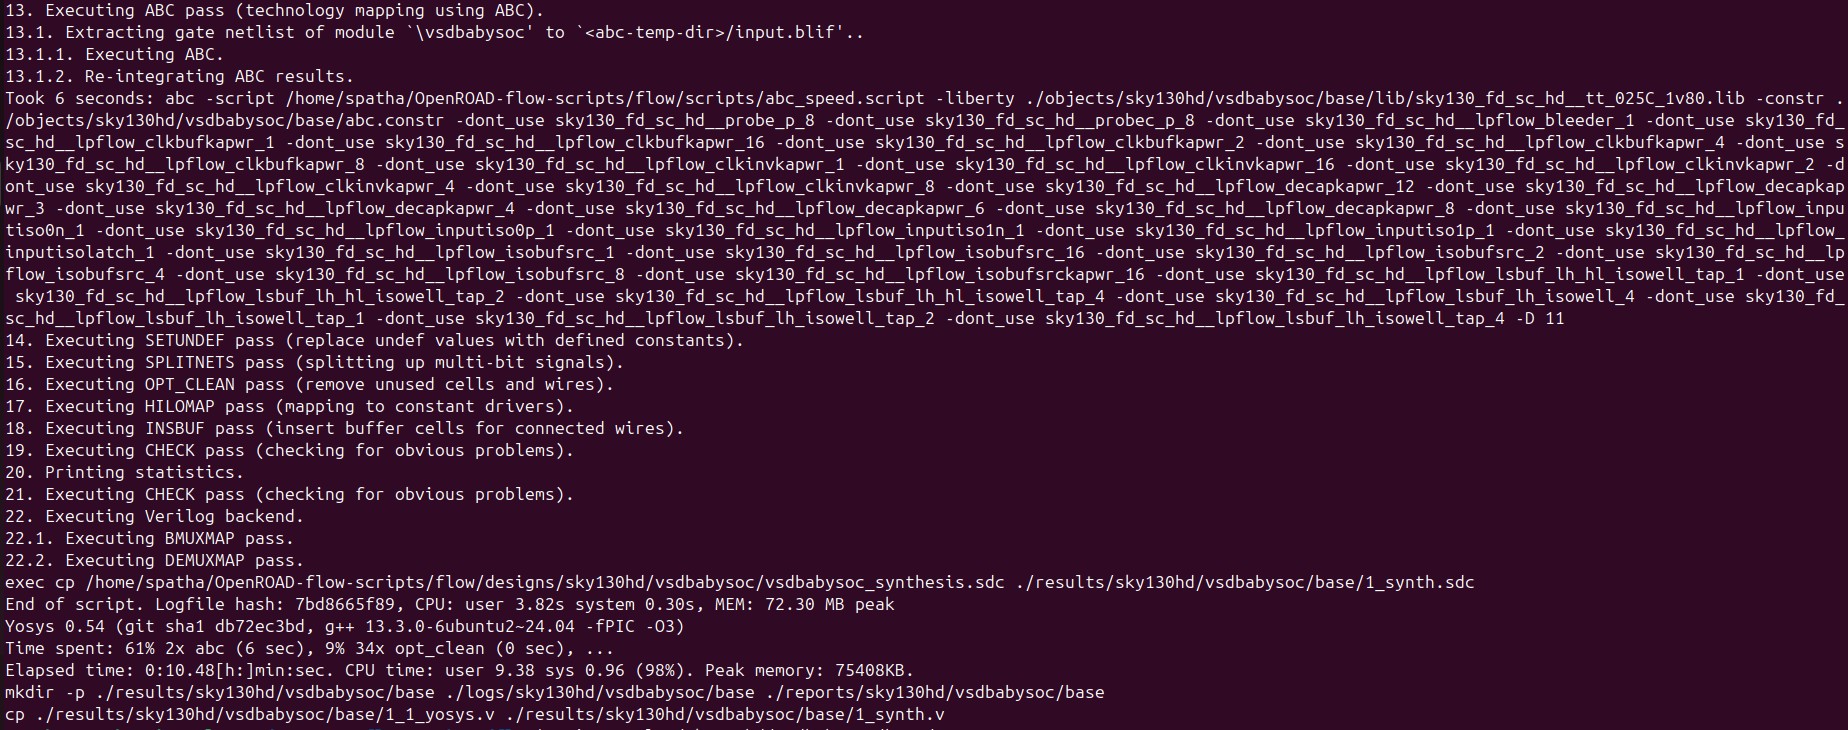 13. Executing ABC pass (technology mapping using ABC).
13.1. Extracting gate netlist of module `\vsdbabysoc' to `<abc-temp-dir>/input.blif'..
13.1.1. Executing ABC.
13.1.2. Re-integrating ABC results.
Took 6 seconds: abc -script /home/spatha/OpenROAD-flow-scripts/flow/scripts/abc_speed.script -liberty ./objects/sky130hd/vsdbabysoc/base/lib/sky130_fd_sc_hd__tt_025C_1v80.lib -constr .
/objects/sky130hd/vsdbabysoc/base/abc.constr -dont_use sky130_fd_sc_hd__probe_p_8 -dont_use sky130_fd_sc_hd__probec_p_8 -dont_use sky130_fd_sc_hd__lpflow_bleeder_1 -dont_use sky130_fd_
sc_hd__lpflow_clkbufkapwr_1 -dont_use sky130_fd_sc_hd__lpflow_clkbufkapwr_16 -dont_use sky130_fd_sc_hd__lpflow_clkbufkapwr_2 -dont_use sky130_fd_sc_hd__lpflow_clkbufkapwr_4 -dont_use s
ky130_fd_sc_hd__lpflow_clkbufkapwr_8 -dont_use sky130_fd_sc_hd__lpflow_clkinvkapwr_1 -dont_use sky130_fd_sc_hd__lpflow_clkinvkapwr_16 -dont_use sky130_fd_sc_hd__lpflow_clkinvkapwr_2 -d
ont_use sky130_fd_sc_hd__lpflow_clkinvkapwr_4 -dont_use sky130_fd_sc_hd__lpflow_clkinvkapwr_8 -dont_use sky130_fd_sc_hd__lpflow_decapkapwr_12 -dont_use sky130_fd_sc_hd__lpflow_decapkap
wr_3 -dont_use sky130_fd_sc_hd__lpflow_decapkapwr_4 -dont_use sky130_fd_sc_hd__lpflow_decapkapwr_6 -dont_use sky130_fd_sc_hd__lpflow_decapkapwr_8 -dont_use sky130_fd_sc_hd__lpflow_inpu
tiso0n_1 -dont_use sky130_fd_sc_hd__lpflow_inputiso0p_1 -dont_use sky130_fd_sc_hd__lpflow_inputiso1n_1 -dont_use sky130_fd_sc_hd__lpflow_inputiso1p_1 -dont_use sky130_fd_sc_hd__lpflow_
inputisolatch_1 -dont_use sky130_fd_sc_hd__lpflow_isobufsrc_1 -dont_use sky130_fd_sc_hd__lpflow_isobufsrc_16 -dont_use sky130_fd_sc_hd__lpflow_isobufsrc_2 -dont_use sky130_fd_sc_hd__lp
flow_isobufsrc_4 -dont_use sky130_fd_sc_hd__lpflow_isobufsrc_8 -dont_use sky130_fd_sc_hd__lpflow_isobufsrckapwr_16 -dont_use sky130_fd_sc_hd__lpflow_lsbuf_lh_hl_isowell_tap_1 -dont_use
sky130_fd_sc_hd__lpflow_lsbuf_lh_hl_isowell_tap_2 -dont_use sky130_fd_sc_hd__lpflow_lsbuf_lh_hl_isowell_tap_4 -dont_use sky130_fd_sc_hd__lpflow_lsbuf_lh_isowell_4 -dont_use sky130_fd_
sc_hd__lpflow_lsbuf_lh_isowell_tap_1 -dont_use sky130_fd_sc_hd__lpflow_lsbuf_lh_isowell_tap_2 -dont_use sky130_fd_sc_hd__lpflow_lsbuf_lh_isowell_tap_4 -D 11
14. Executing SETUNDEF pass (replace undef values with defined constants).
15. Executing SPLITNETS pass (splitting up multi-bit signals).
16. Executing OPT_CLEAN pass (remove unused cells and wires).
17. Executing HILOMAP pass (mapping to constant drivers).
18. Executing INSBUF pass (insert buffer cells for connected wires).
19. Executing CHECK pass (checking for obvious problems).
20. Printing statistics.
21. Executing CHECK pass (checking for obvious problems).
22. Executing Verilog backend.
22.1. Executing BMUXMAP pass.
22.2. Executing DEMUXMAP pass.
exec cp /home/spatha/OpenROAD-flow-scripts/flow/designs/sky130hd/vsdbabysoc/vsdbabysoc_synthesis.sdc ./results/sky130hd/vsdbabysoc/base/1_synth.sdc
End of script. Logfile hash: 7bd8665f89, CPU: user 3.82s system 0.30s, MEM: 72.30 MB peak
Yosys 0.54 (git sha1 db72ec3bd, g++ 13.3.0-6ubuntu2~24.04 -fPIC -O3)
Time spent: 61% 2x abc (6 sec), 9% 34x opt_clean (0 sec), ...
Elapsed time: 0:10.48[h:]min:sec. CPU time: user 9.38 sys 0.96 (98%). Peak memory: 75408KB.
mkdir -p ./results/sky130hd/vsdbabysoc/base ./logs/sky130hd/vsdbabysoc/base ./reports/sky130hd/vsdbabysoc/base
cp ./results/sky130hd/vsdbabysoc/base/1_1_yosys.v ./results/sky130hd/vsdbabysoc/base/1_synth.v